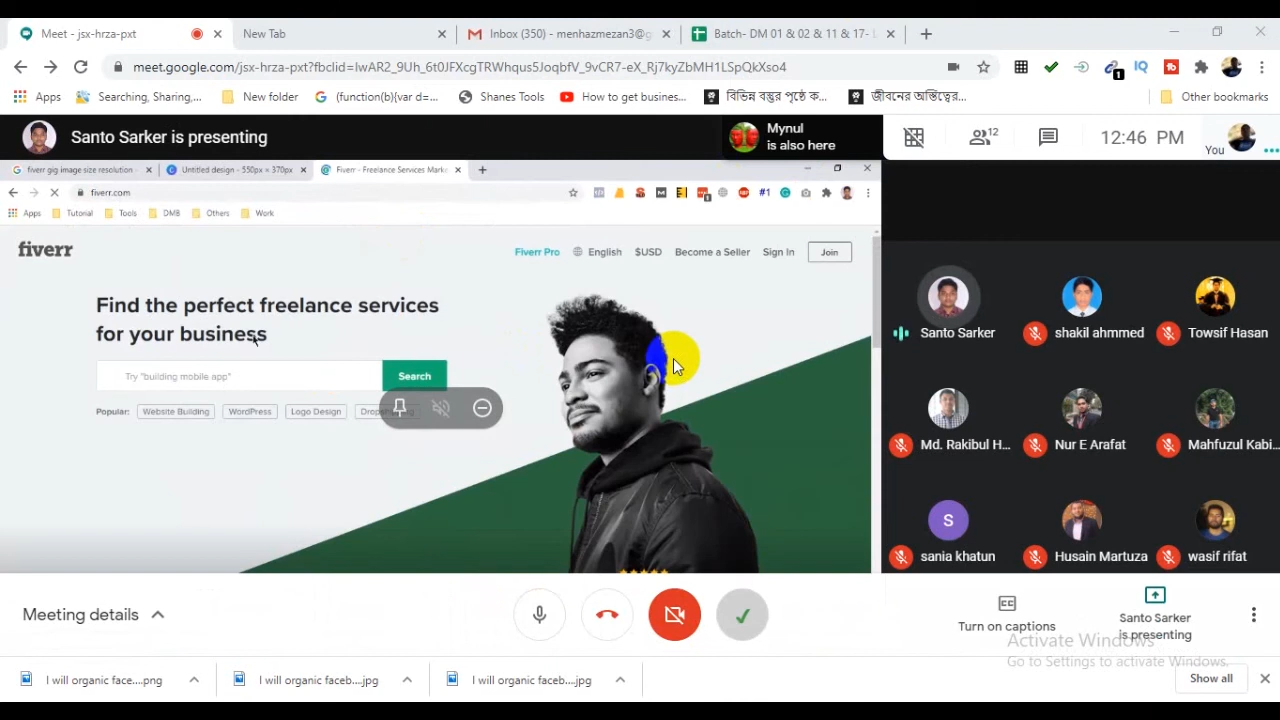 Meet - jsx-hrza-pxt
New Tab
Inbox (350) - menhazmezan3@g
Batch- DM 01 & 02 & 11 & 17- L
meet.google.com/jsx-hrza-pxt?fbclid=IwAR2_9Uh_6t0JFXcqTRWhqus5JoqbfV_9vCR7-eX_Rj7kyZbMH1LSpQkXso4
Apps
Searching, Sharing,...
New folder
(function(b){var d=...
Shanes Tools
How to get busines...
বিভিন্ন বস্তুর পৃষ্ঠে ক...
জীবনের অস্তিত্বের...
Other bookmarks
Santo Sarker is presenting
Mynul
is also here
12
12:46 PM
You
fiverr gig image size resolution
Untitled design - 550px × 370px
Fiverr - Freelance Services Marke
fiverr.com
#1
Apps
Tutorial
Tools
DMB
Others
Work
fiverr
Fiverr Pro
English
$USD
Become a Seller
Sign In
Join
Find the perfect freelance services
for your business
Try "building mobile app"
Search
Popular:
Website Building
WordPress
Logo Design
Santo Sarker
shakil ahmmed
Towsif Hasan
Md. Rakibul H...
Nur E Arafat
Mahfuzul Kabi...
S
sania khatun
Husain Martuza
wasif rifat
Meeting details
Turn on captions
Santo Sarker
is presenting
Activate Windows
Go to Settings to activate Windows.
I will organic face....png
I will organic faceb....jpg
I will organic faceb....jpg
Show all